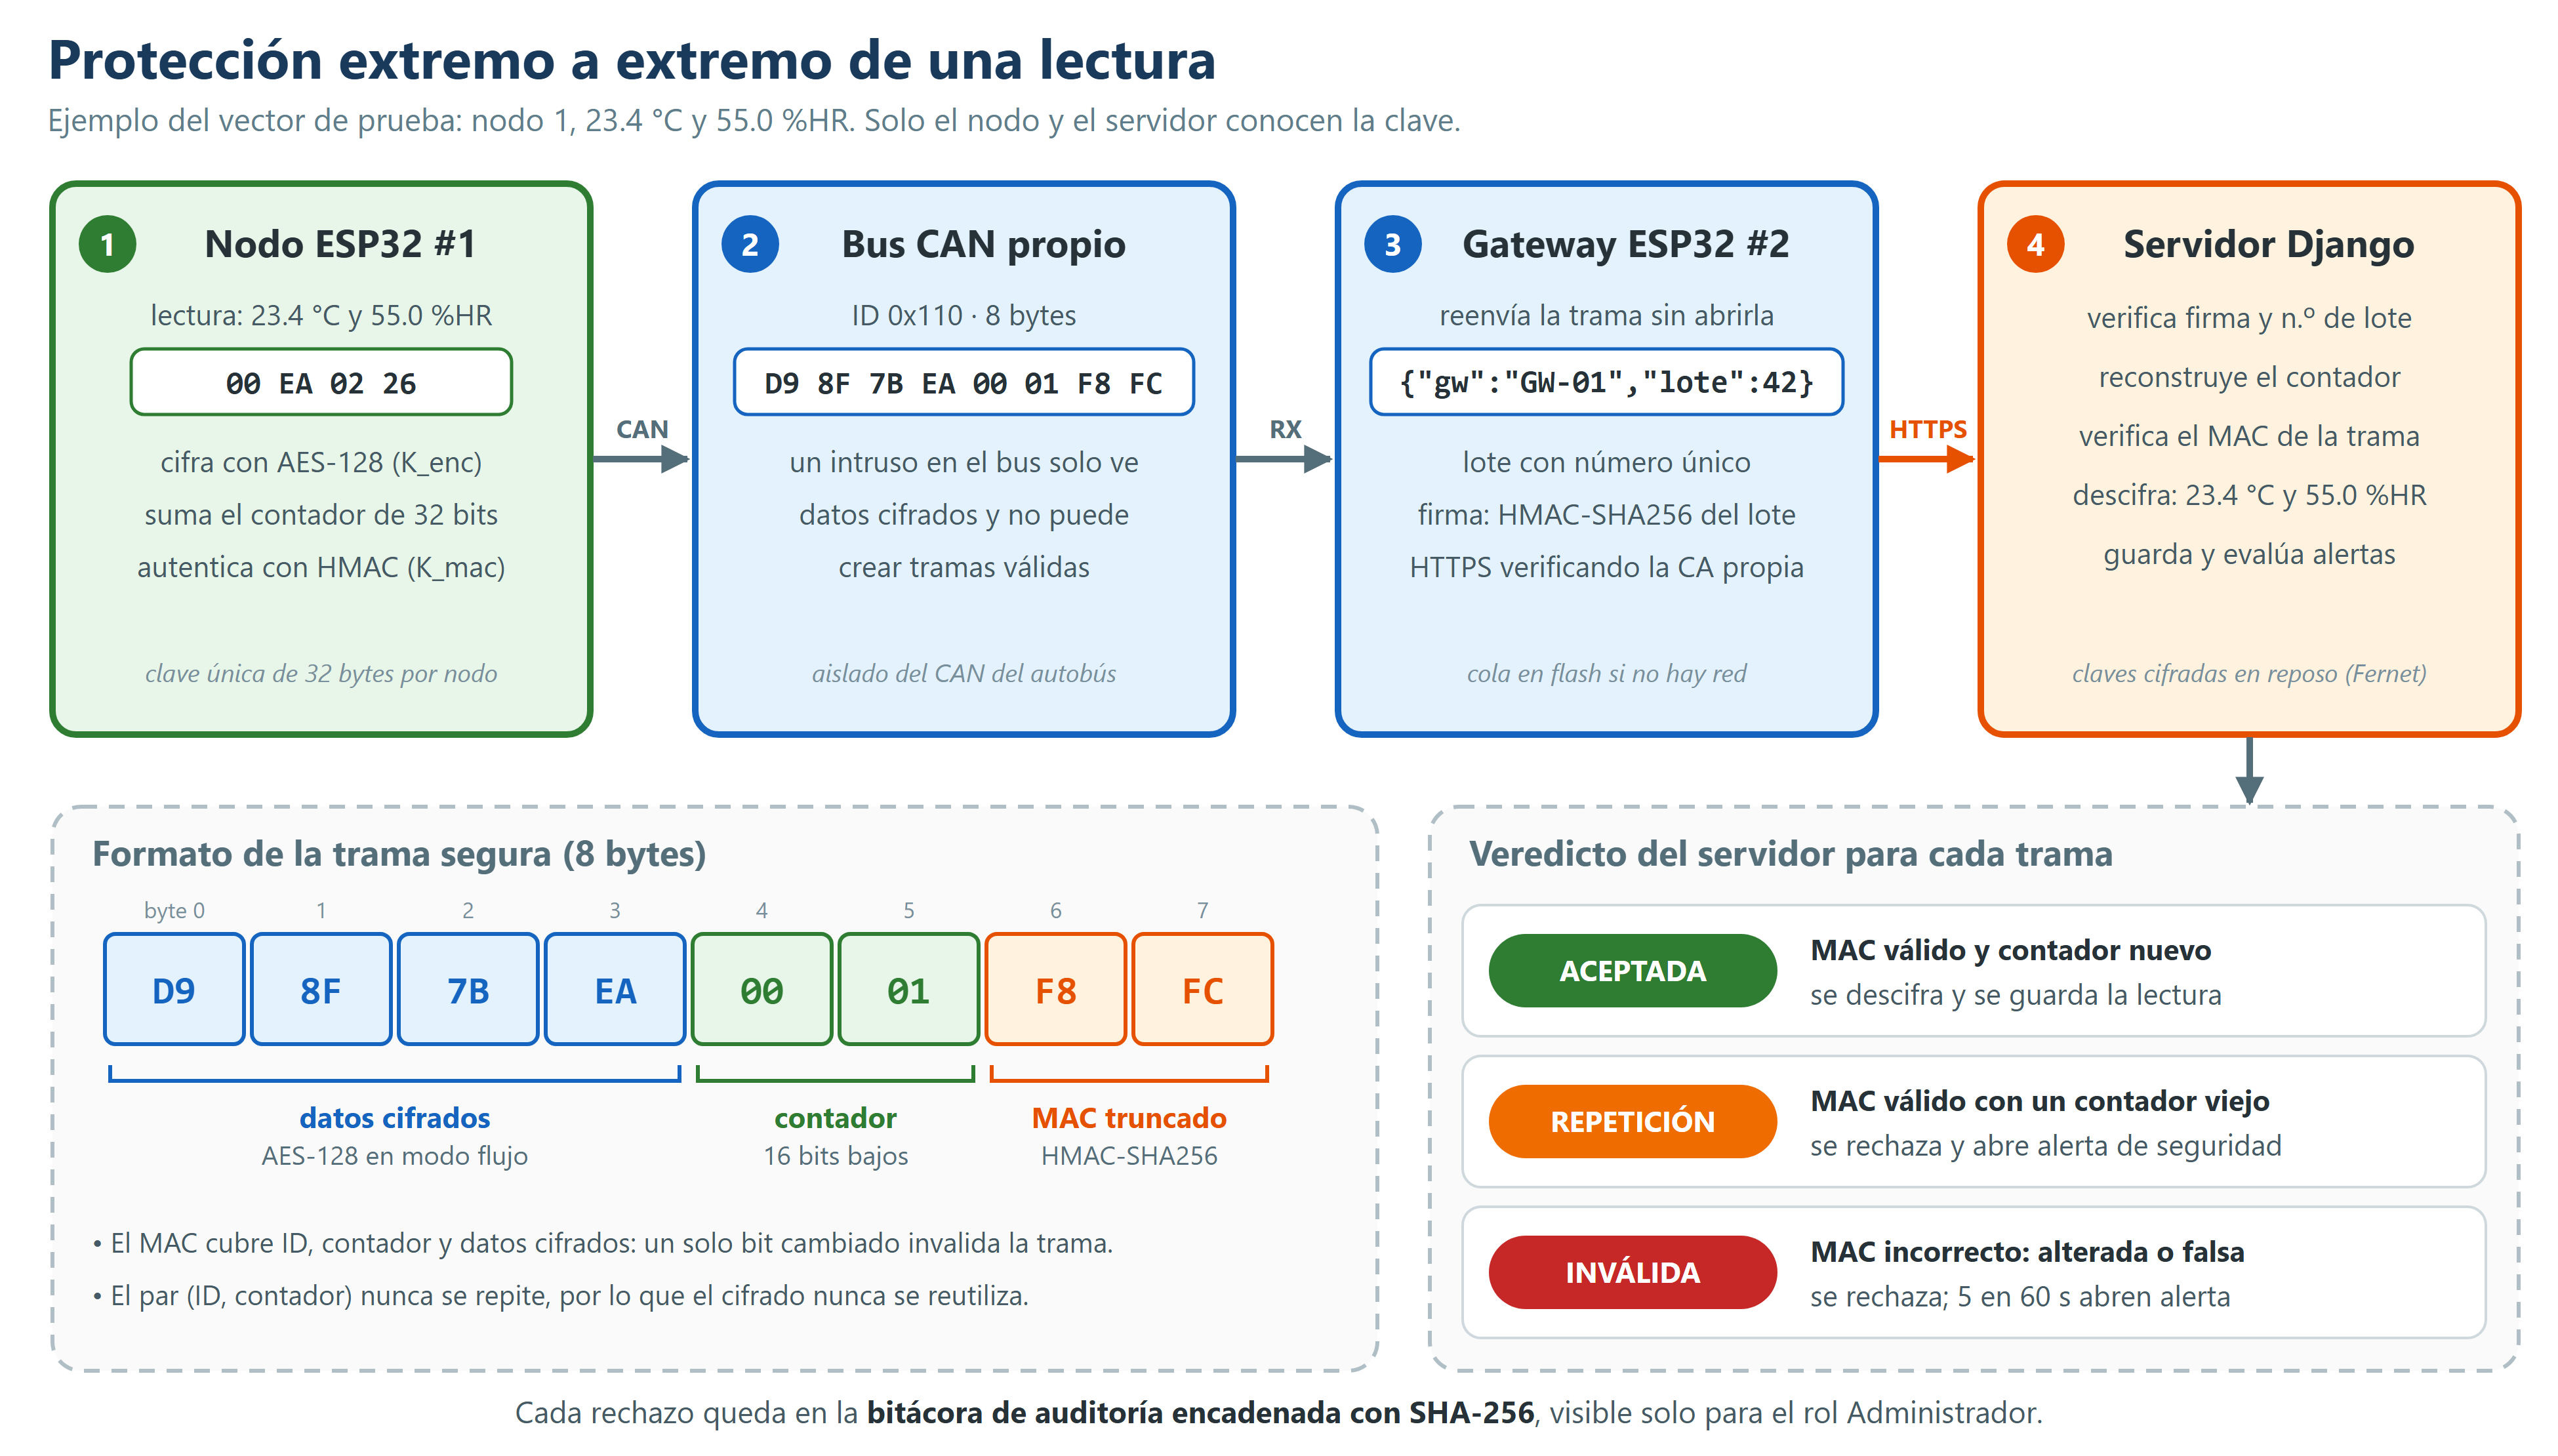 Protección extremo a extremo de una lectura
Ejemplo del vector de prueba: nodo 1, 23.4 °C y 55.0 %HR. Solo el nodo y el servidor conocen la clave.
1 Nodo ESP32 #1
lectura: 23.4 °C y 55.0 %HR
00 EA 02 26
cifra con AES-128 (K_enc)
suma el contador de 32 bits
autentica con HMAC (K_mac)
clave única de 32 bytes por nodo
CAN
2 Bus CAN propio
ID 0x110 · 8 bytes
D9 8F 7B EA 00 01 F8 FC
un intruso en el bus solo ve
datos cifrados y no puede
crear tramas válidas
aislado del CAN del autobús
RX
3 Gateway ESP32 #2
reenvía la trama sin abrirla
{"gw":"GW-01","lote":42}
lote con número único
firma: HMAC-SHA256 del lote
HTTPS verificando la CA propia
cola en flash si no hay red
HTTPS
4 Servidor Django
verifica firma y n.º de lote
reconstruye el contador
verifica el MAC de la trama
descifra: 23.4 °C y 55.0 %HR
guarda y evalúa alertas
claves cifradas en reposo (Fernet)
Formato de la trama segura (8 bytes)
byte 0 1 2 3 4 5 6 7
D9 8F 7B EA 00 01 F8 FC
datos cifrados contador MAC truncado
AES-128 en modo flujo 16 bits bajos HMAC-SHA256
• El MAC cubre ID, contador y datos cifrados: un solo bit cambiado invalida la trama.
• El par (ID, contador) nunca se repite, por lo que el cifrado nunca se reutiliza.
Veredicto del servidor para cada trama
ACEPTADA
MAC válido y contador nuevo
se descifra y se guarda la lectura
REPETICIÓN
MAC válido con un contador viejo
se rechaza y abre alerta de seguridad
INVÁLIDA
MAC incorrecto: alterada o falsa
se rechaza; 5 en 60 s abren alerta
Cada rechazo queda en la bitácora de auditoría encadenada con SHA-256, visible solo para el rol Administrador.